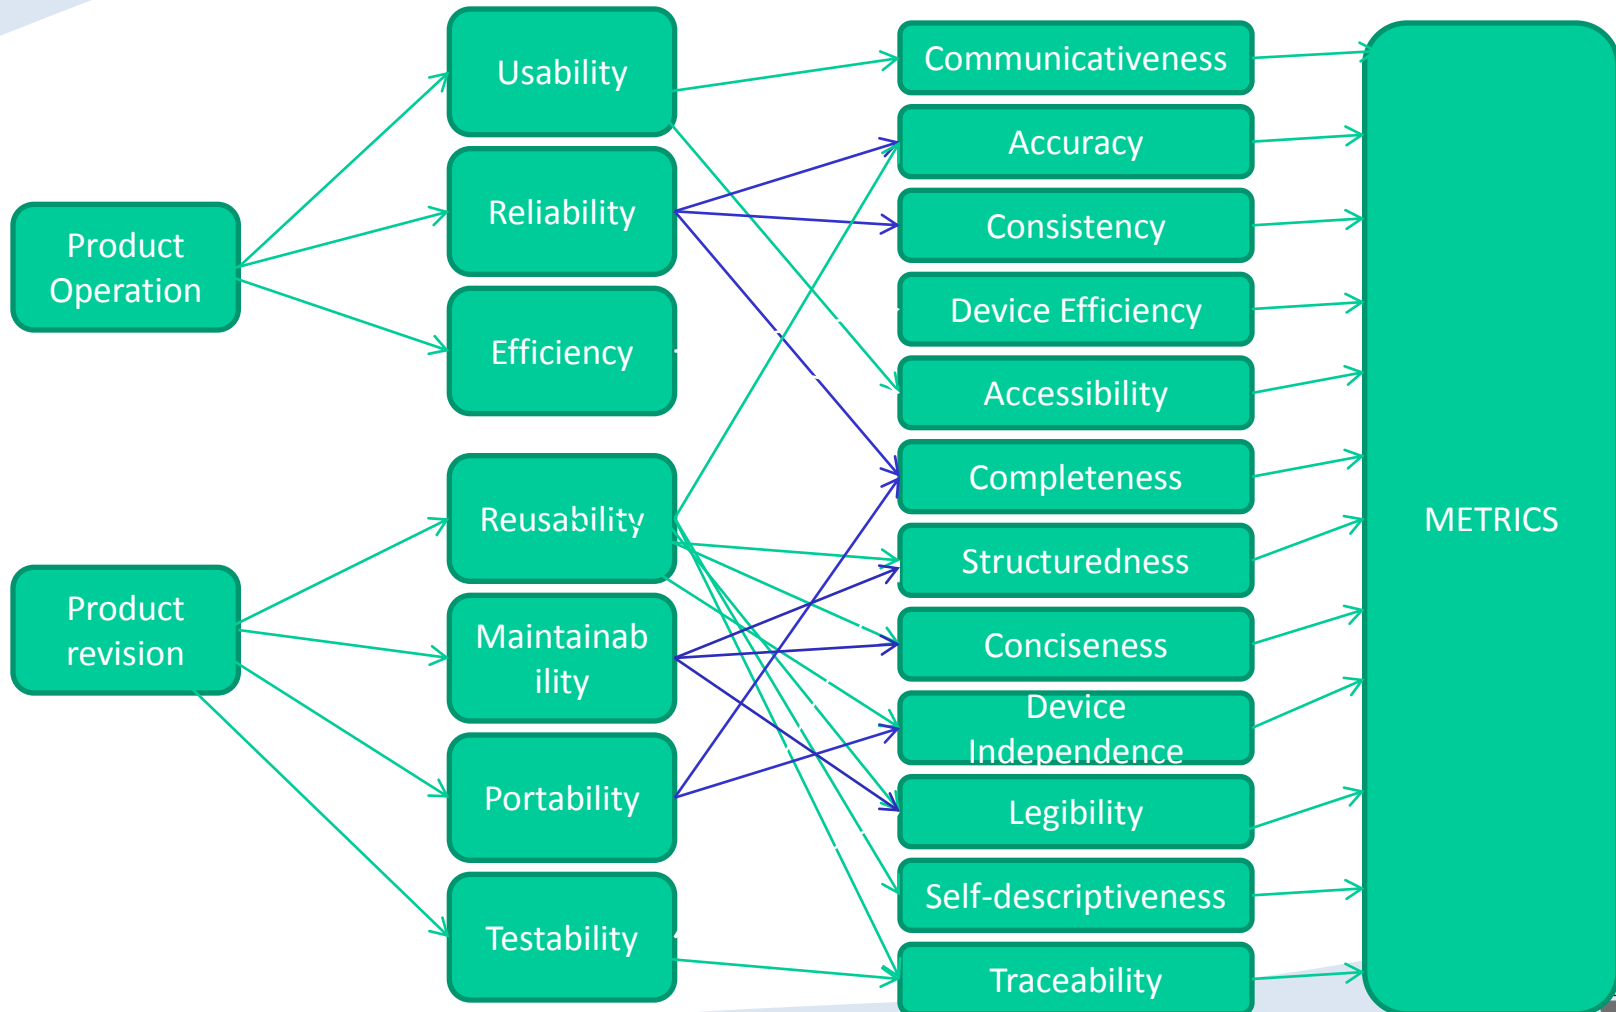 Product
Operation
Product
revision
Usability
Reliability
Efficiency
Reusability
Maintainab
ility
Portability
Testability
Communicativeness
Accuracy
Consistency
Device Efficiency
Accessibility
Completeness
Structuredness
Conciseness
Device
Independence
Legibility
Self-descriptiveness
Traceability
METRICS